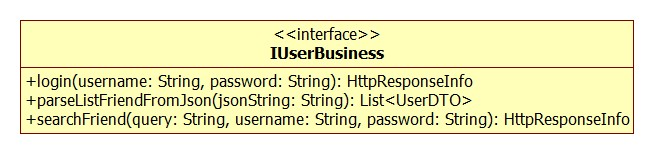 <<interface>>
IUserBusiness
+login(username: String, password: String): HttpResponseInfo
+parseListFriendFromJson(jsonString: String): List<UserDTO>
+searchFriend(query: String, username: String, password: String): HttpResponseInfo